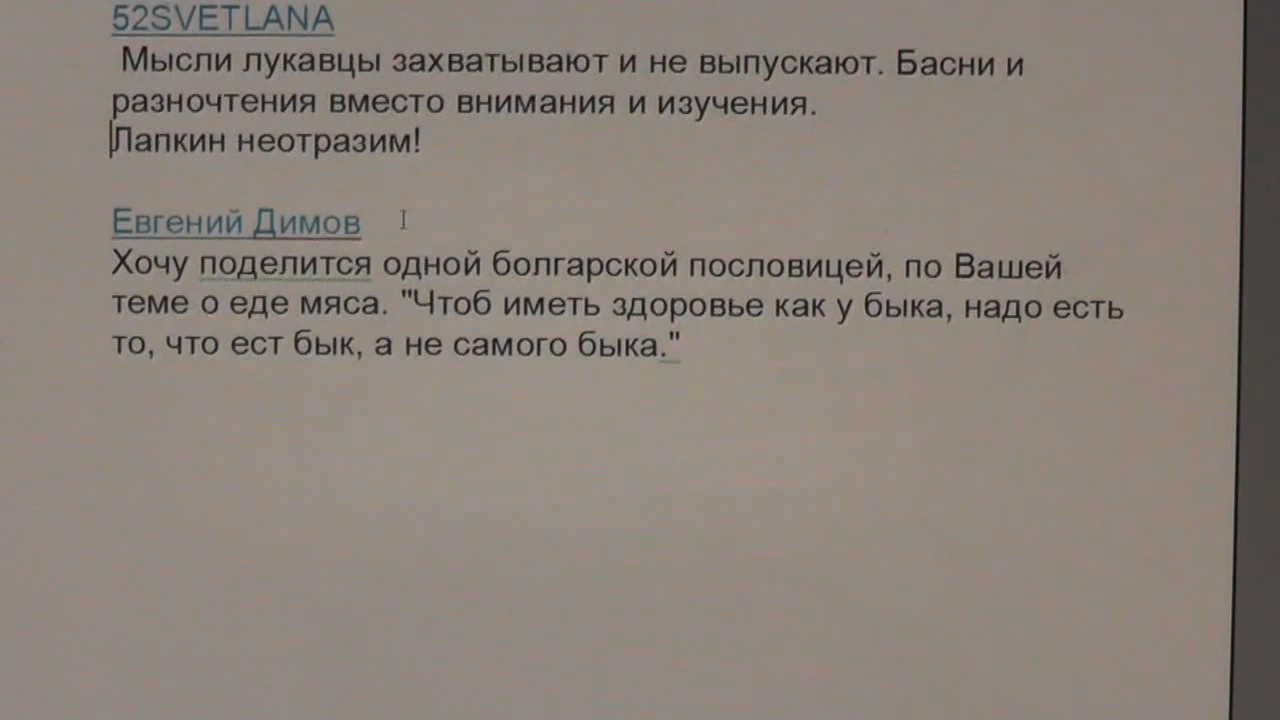 52SVETLANA
Мысли лукавцы захватывают и не выпускают. Басни и
разночтения вместо внимания и изучения.
Лапкин неотразим!
Евгений Димов
Хочу поделится одной болгарской пословицей, по Вашей
теме о еде мяса. "Чтоб иметь здоровье как у быка, надо есть
то, что ест бык, а не самого быка."